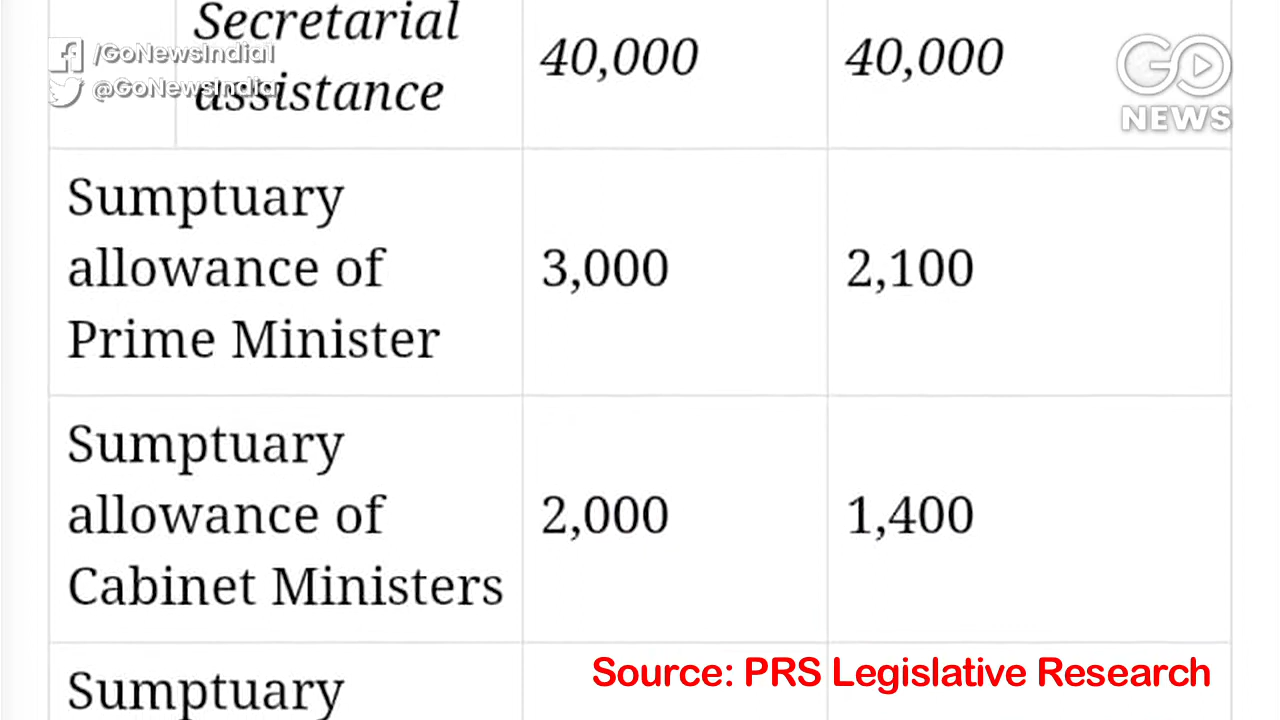 Secretarial
assistance
40,000
40,000
/GoNewsIndia1
@GoNewsIndia
GO
NEWS
Sumptuary
allowance of
Prime Minister
3,000
2,100
Sumptuary
allowance of
Cabinet Ministers
2,000
1,400
Sumptuary
Source: PRS Legislative Research